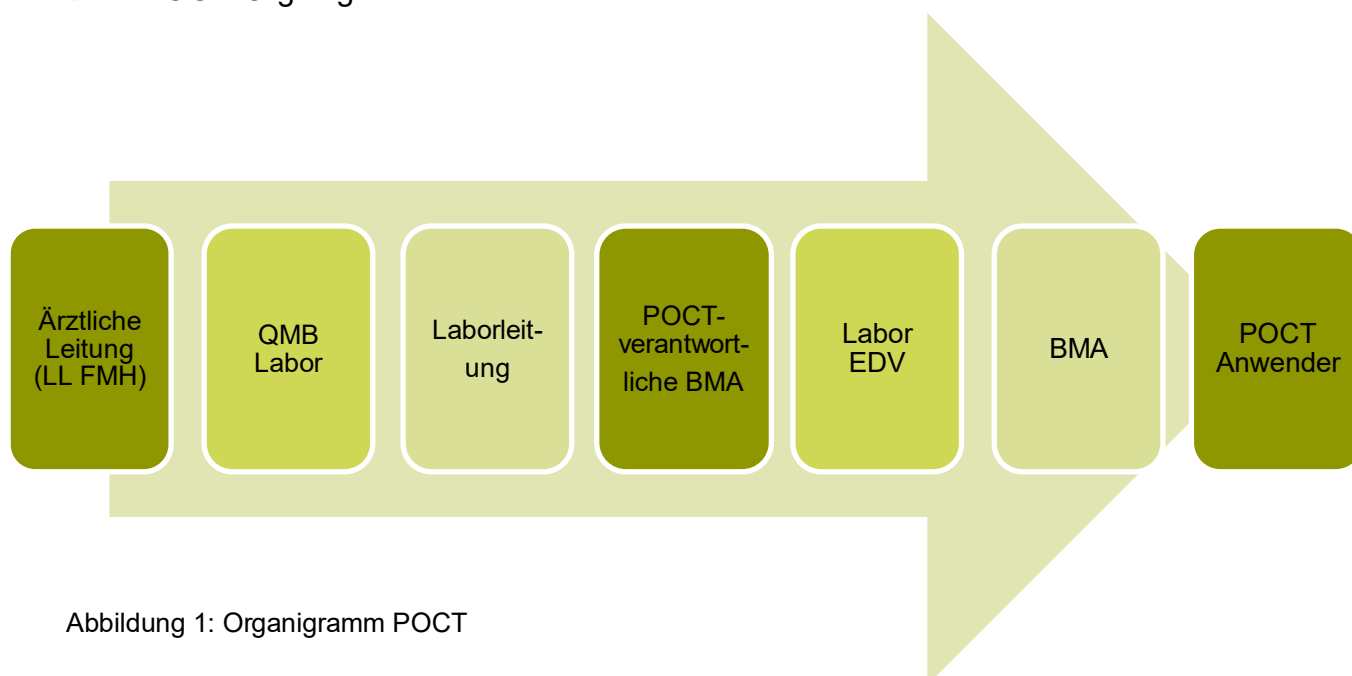 Ärztliche
Leitung
(LL FMH)
QMB
Labor
Laborleit-
ung
POCT-
verantwort-
liche BMA
Labor
EDV
BMA
POCT
Anwender
Abbildung 1: Organigramm POCT